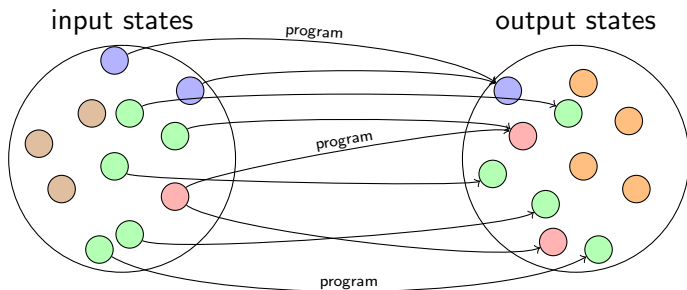 input states
output states
program
program
program